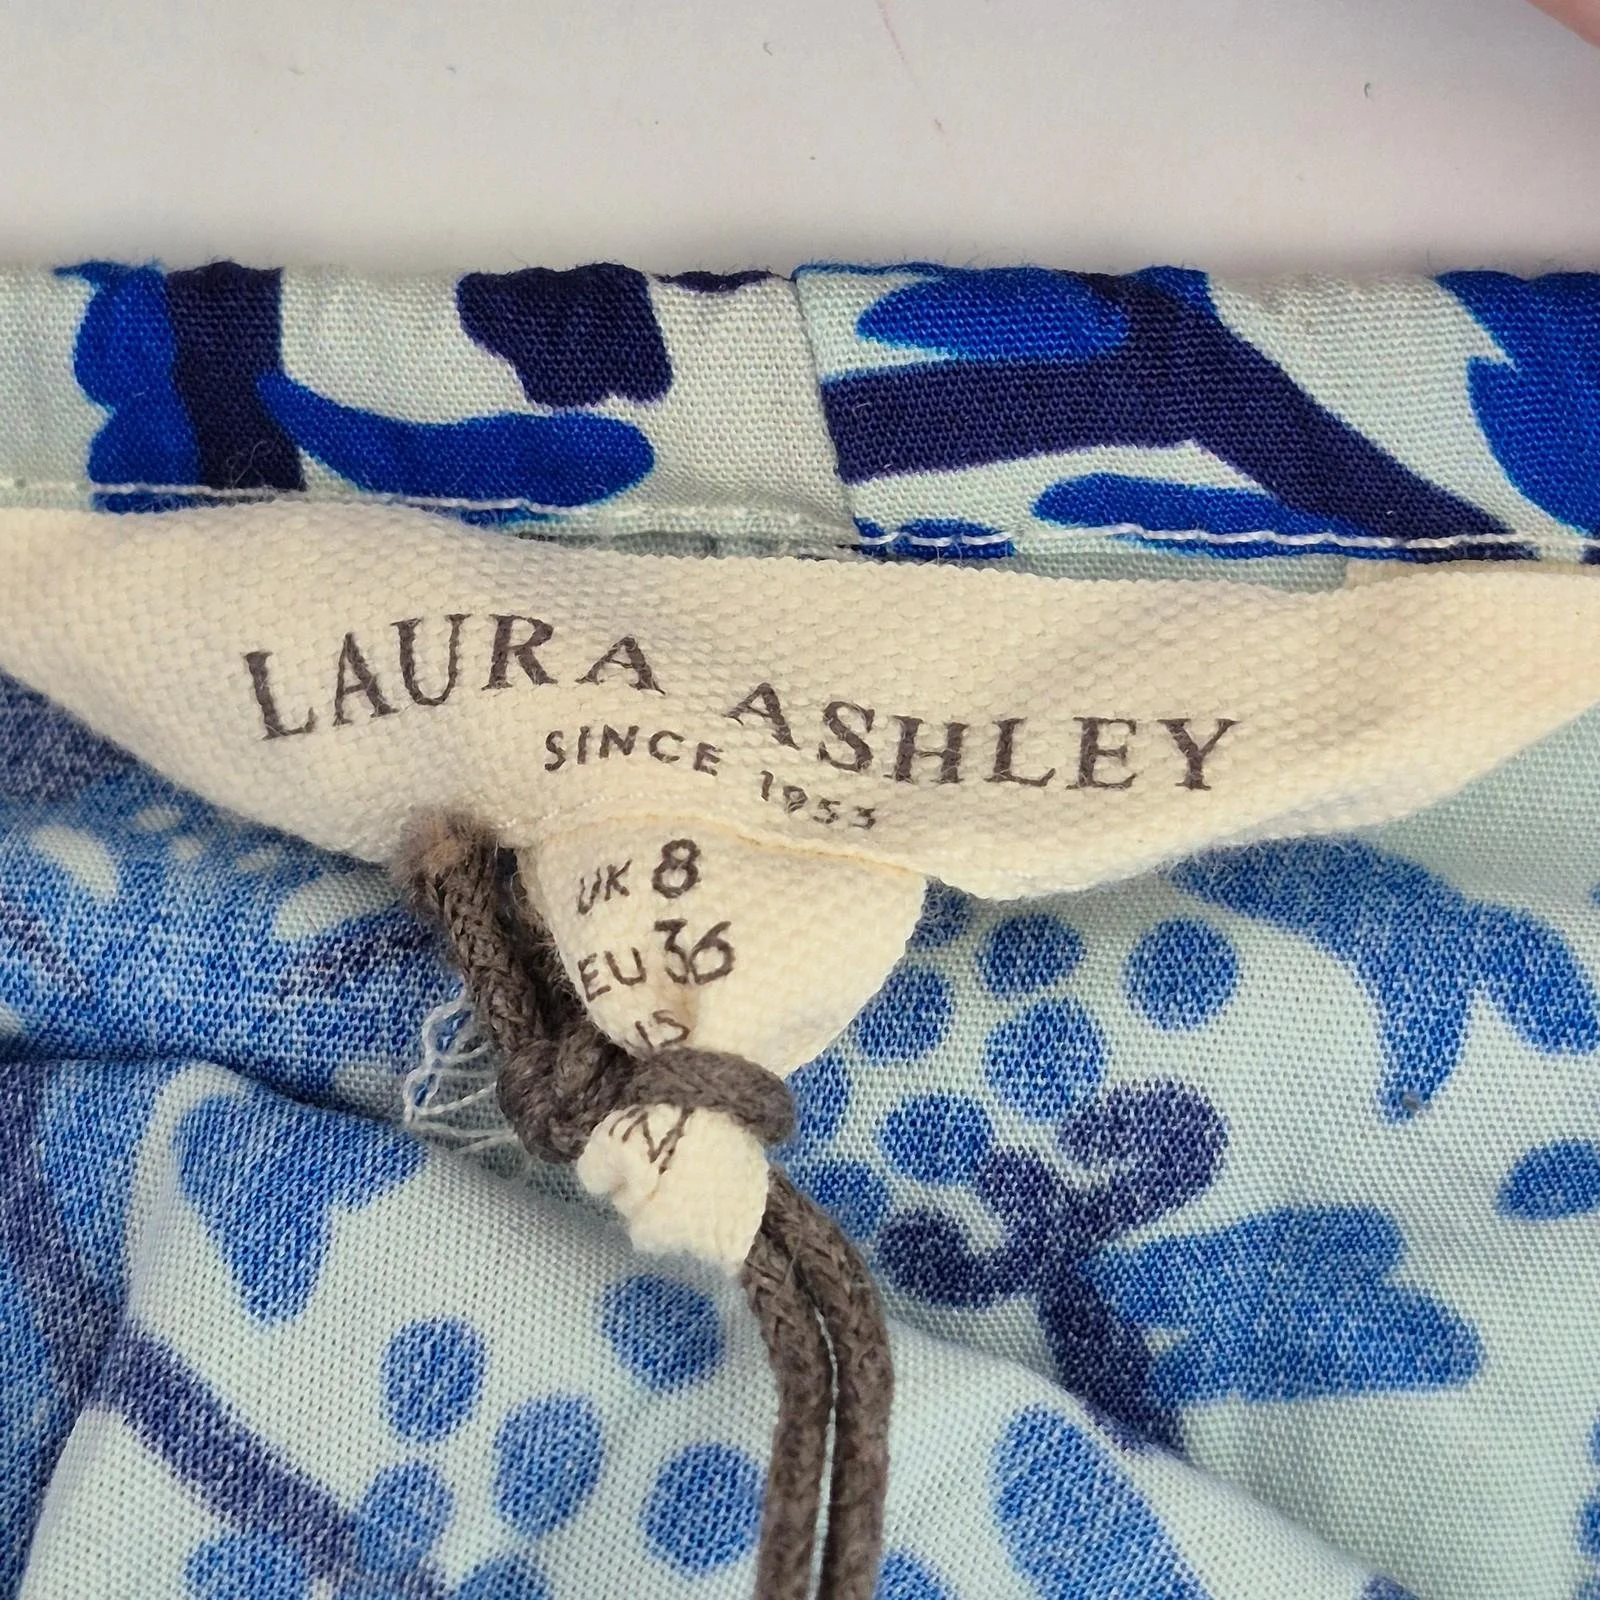 LAURA ASHLEY
SINCE 1953
UK 8
EU 36